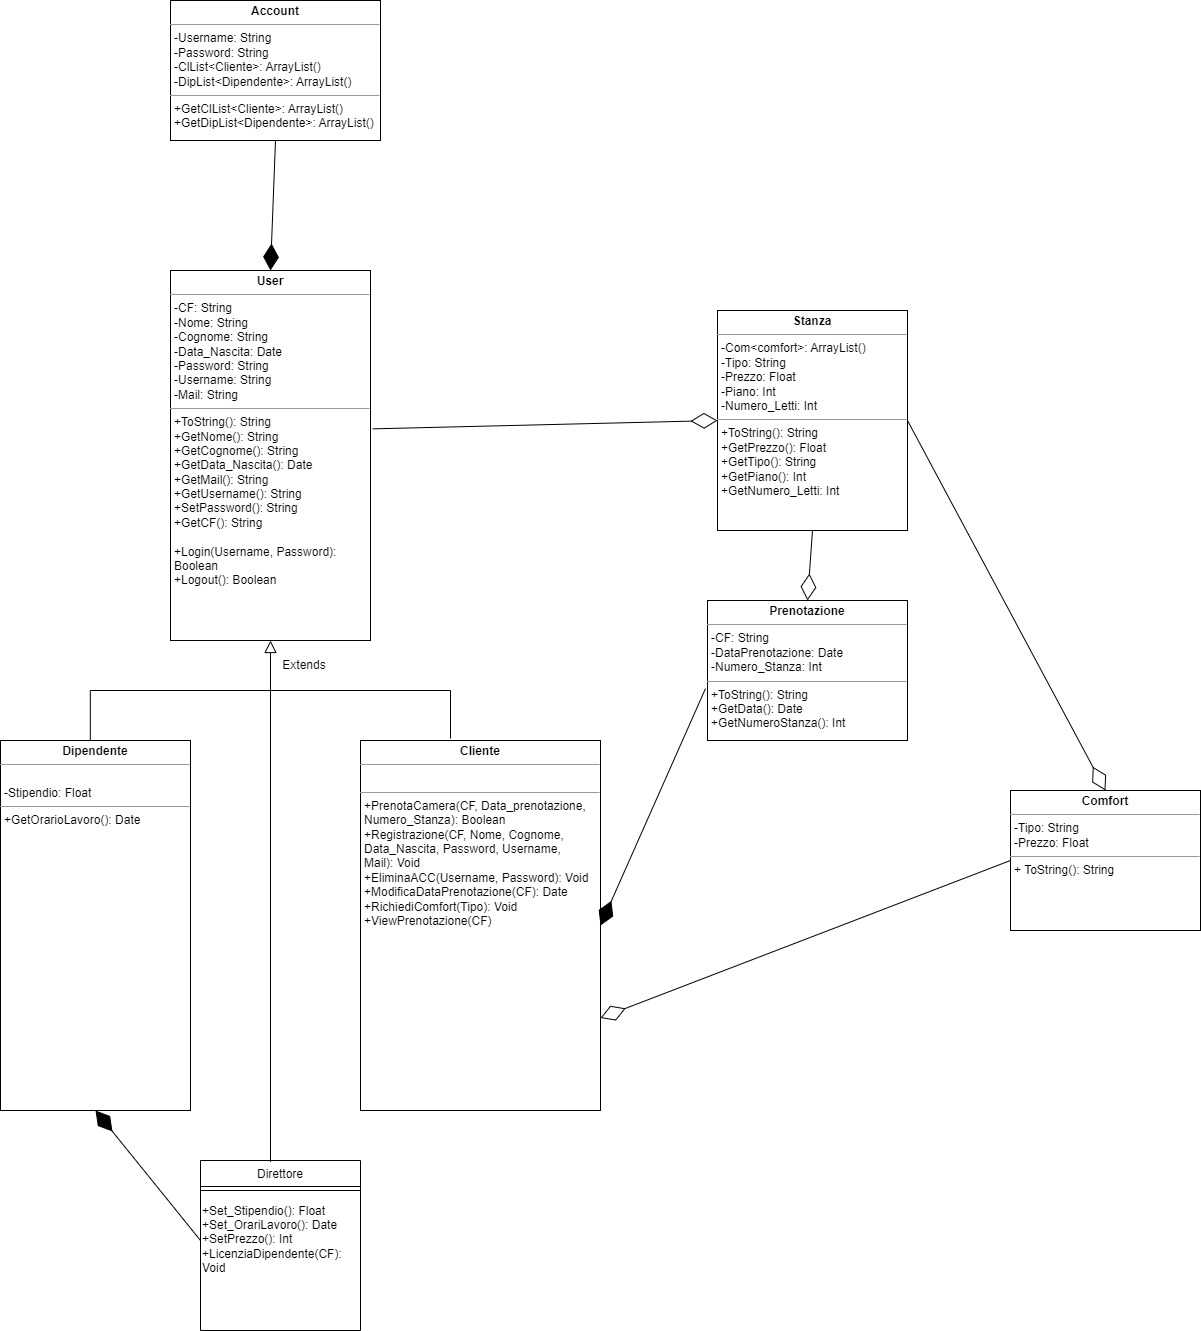 Account
-Username: String
-Password: String
-ClList<Cliente>: ArrayList()
-DipList<Dipendente>: ArrayList()
+GetClList<Cliente>: ArrayList()
+GetDipList<Dipendente>: ArrayList()
User
-CF: String
-Nome: String
-Cognome: String
-Data_Nascita: Date
-Password: String
-Username: String
-Mail: String
+ToString(): String
+GetNome(): String
+GetCognome(): String
+GetData_Nascita(): Date
+GetMail(): String
+GetUsername(): String
+SetPassword(): String
+GetCF(): String
+Login(Username, Password):
Boolean
+Logout(): Boolean
Stanza
-Com<comfort>: ArrayList()
-Tipo: String
-Prezzo: Float
-Piano: Int
-Numero_Letti: Int
+ToString(): String
+GetPrezzo(): Float
+GetTipo(): String
+GetPiano(): Int
+GetNumero_Letti: Int
Prenotazione
-CF: String
-DataPrenotazione: Date
-Numero_Stanza: Int
+ToString(): String
+GetData(): Date
+GetNumeroStanza(): Int
Extends
Dipendente
-Stipendio: Float
+GetOrarioLavoro(): Date
Cliente
+PrenotaCamera(CF, Data_prenotazione,
Numero_Stanza): Boolean
+Registrazione(CF, Nome, Cognome,
Data_Nascita, Password, Username,
Mail): Void
+EliminaACC(Username, Password): Void
+ModificaDataPrenotazione(CF): Date
+RichiediComfort(Tipo): Void
+ViewPrenotazione(CF)
Comfort
-Tipo: String
-Prezzo: Float
+ ToString(): String
Direttore
+Set_Stipendio(): Float
+Set_OrariLavoro(): Date
+SetPrezzo(): Int
+LicenziaDipendente(CF):
Void